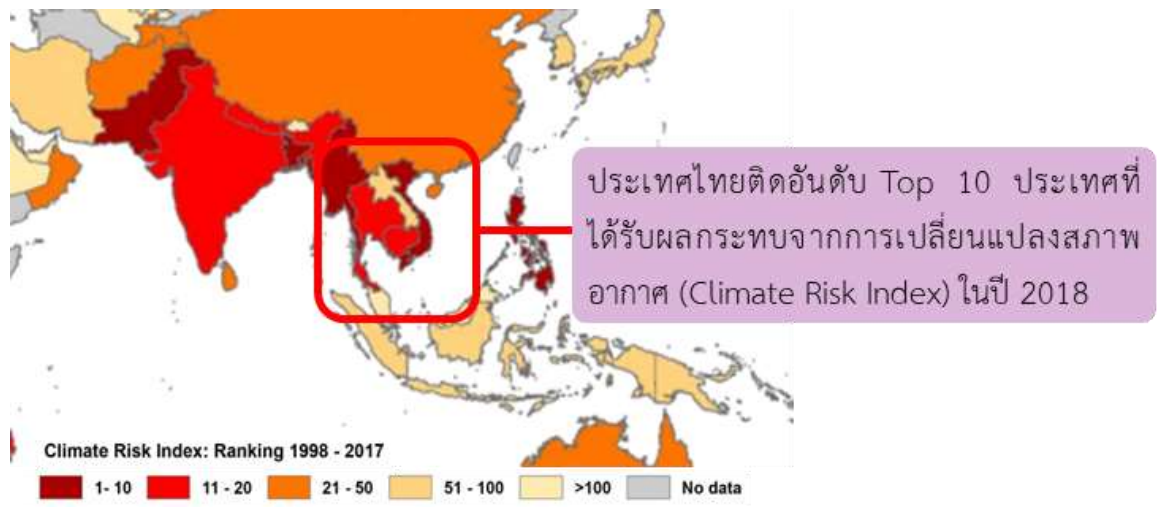 ประเทศไทยติดอันดับ Top 10 ประเทศที่
ได้รับผลกระทบจากการเปลี่ยนแปลงสภาพ
อากาศ (Climate Risk Index) ในปี 2018
Climate Risk Index: Ranking 1998 - 2017
1- 10 11 - 20 21 - 50 51 - 100 >100 No data